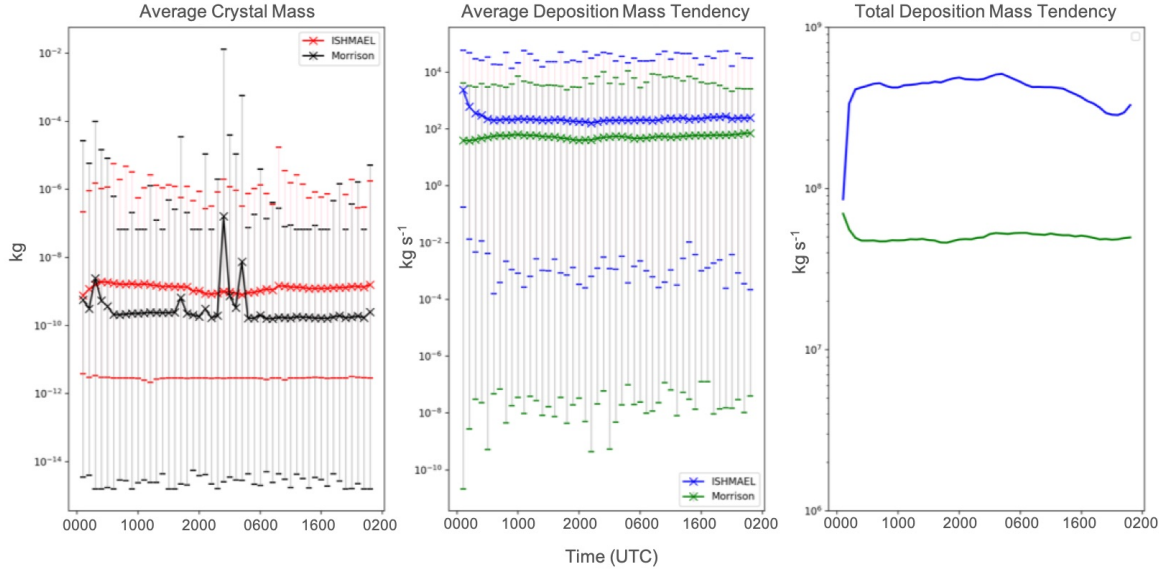 Average Crystal Mass
Average Deposition Mass Tendency
Total Deposition Mass Tendency
ISHMAEL
Morrison
kg
10⁻²
10⁻⁴
10⁻⁶
10⁻⁸
10⁻¹⁰
10⁻¹²
10⁻¹⁴
0000 1000 2000 0600 1600 0200
kg s⁻¹
10⁴
10²
10⁰
10⁻²
10⁻⁴
10⁻⁶
10⁻⁸
10⁻¹⁰
ISHMAEL
Morrison
0000 1000 2000 0600 1600 0200
kg s⁻¹
10⁹
10⁸
10⁷
10⁶
0000 1000 2000 0600 1600 0200
Time (UTC)